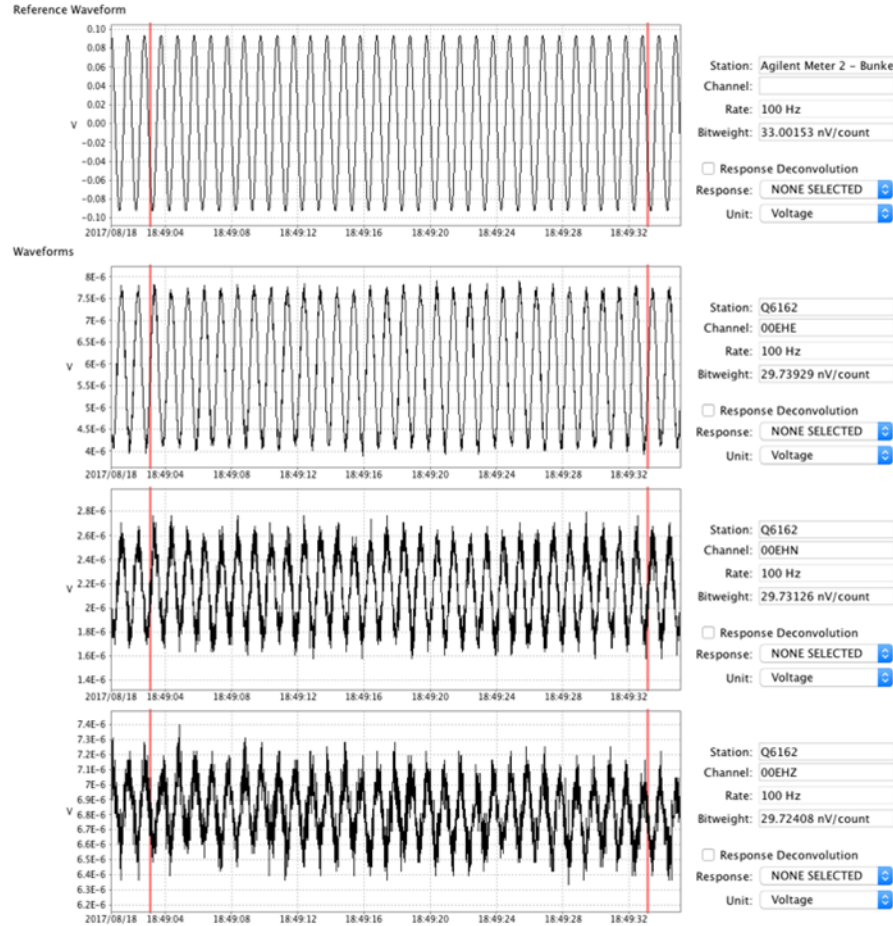 Reference Waveform
0.10
0.08
0.06
0.04
0.02
0.00
-0.02
-0.04
-0.06
-0.08
-0.10
V
2017/08/18 18:49:04 18:49:08 18:49:12 18:49:16 18:49:20 18:49:24 18:49:28 18:49:32
Station: Agilent Meter 2 - Bunke
Channel:
Rate: 100 Hz
Bitweight: 33.00153 nV/count
Response Deconvolution
Response: NONE SELECTED
Unit: Voltage
Waveforms
8E-6
7.5E-6
7E-6
6.5E-6
6E-6
5.5E-6
5E-6
4.5E-6
4E-6
V
2017/08/18 18:49:04 18:49:08 18:49:12 18:49:16 18:49:20 18:49:24 18:49:28 18:49:32
Station: Q6162
Channel: 00EHE
Rate: 100 Hz
Bitweight: 29.73929 nV/count
Response Deconvolution
Response: NONE SELECTED
Unit: Voltage
2.8E-6
2.6E-6
2.4E-6
2.2E-6
2E-6
1.8E-6
1.6E-6
1.4E-6
V
2017/08/18 18:49:04 18:49:08 18:49:12 18:49:16 18:49:20 18:49:24 18:49:28 18:49:32
Station: Q6162
Channel: 00EHN
Rate: 100 Hz
Bitweight: 29.73126 nV/count
Response Deconvolution
Response: NONE SELECTED
Unit: Voltage
7.4E-6
7.3E-6
7.2E-6
7.1E-6
7E-6
6.9E-6
6.8E-6
6.7E-6
6.6E-6
6.5E-6
6.4E-6
6.3E-6
6.2E-6
V
2017/08/18 18:49:04 18:49:08 18:49:12 18:49:16 18:49:20 18:49:24 18:49:28 18:49:32
Station: Q6162
Channel: 00EHZ
Rate: 100 Hz
Bitweight: 29.72408 nV/count
Response Deconvolution
Response: NONE SELECTED
Unit: Voltage